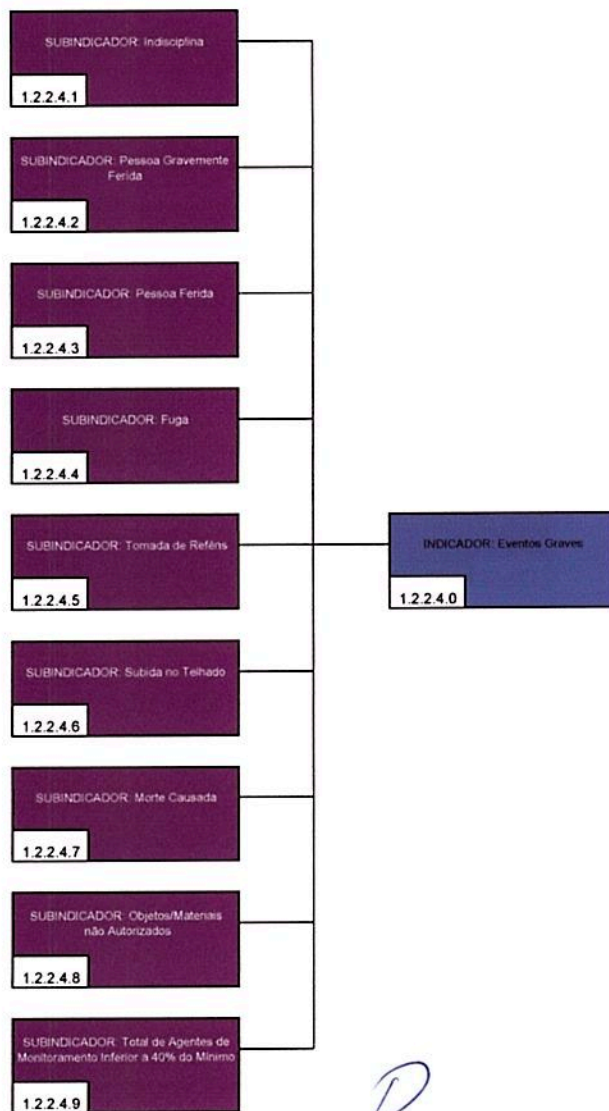 SUBINDICADOR: Indisciplina
1.2.2.4.1
SUBINDICADOR: Pessoa Gravemente
Ferida
1.2.2.4.2
SUBINDICADOR: Pessoa Ferida
1.2.2.4.3
SUBINDICADOR: Fuga
1.2.2.4.4
SUBINDICADOR: Tomada de Reféns
1.2.2.4.5
INDICADOR: Eventos Graves
1.2.2.4.0
SUBINDICADOR: Subida no Telhado
1.2.2.4.6
SUBINDICADOR: Morte Causada
1.2.2.4.7
SUBINDICADOR: Objetos/Materiais
não Autorizados
1.2.2.4.8
SUBINDICADOR: Total de Agentes de
Monitoramento Inferior a 40% do Mínimo
1.2.2.4.9